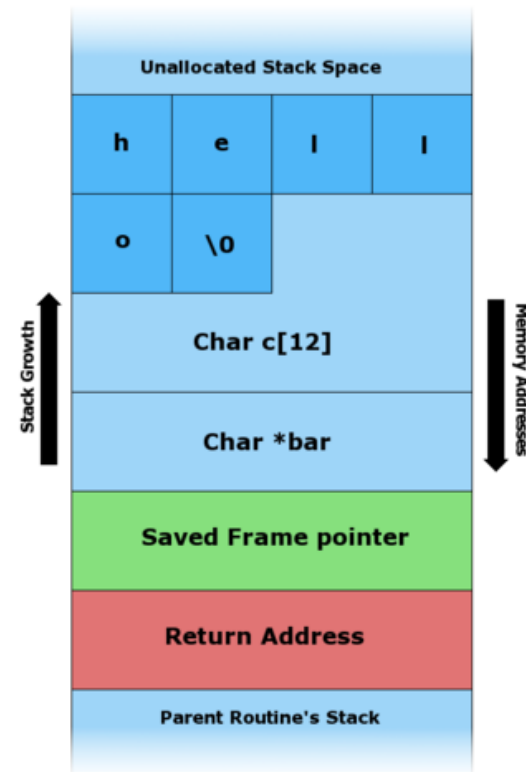 Unallocated Stack Space
h e l l
o \0
Char c[12]
Stack Growth
Memory Addresses
Char *bar
Saved Frame pointer
Return Address
Parent Routine's Stack